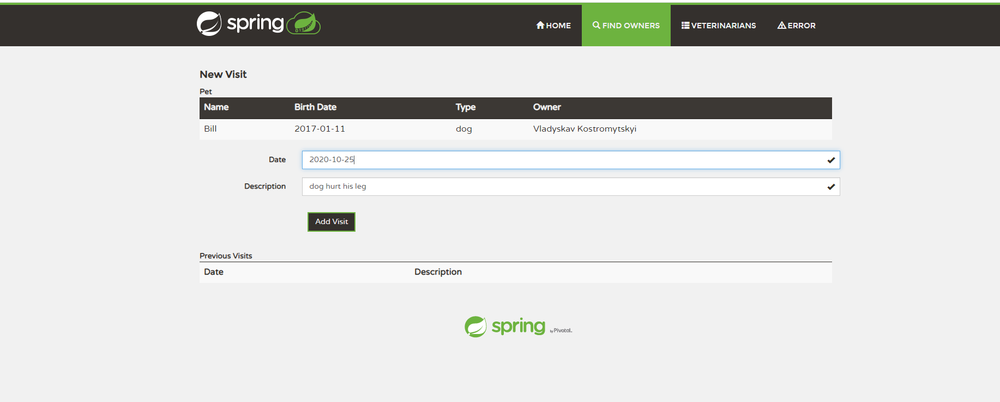 spring
HOME FIND OWNERS VETERINARIANS ERROR
New Visit
Pet
Name Birth Date Type Owner
Bill 2017-01-11 dog Vladyskav Kostromytskyi
Date 2020-10-25
Description dog hurt his leg
Add Visit
Previous Visits
Date Description
spring by Pivotal.